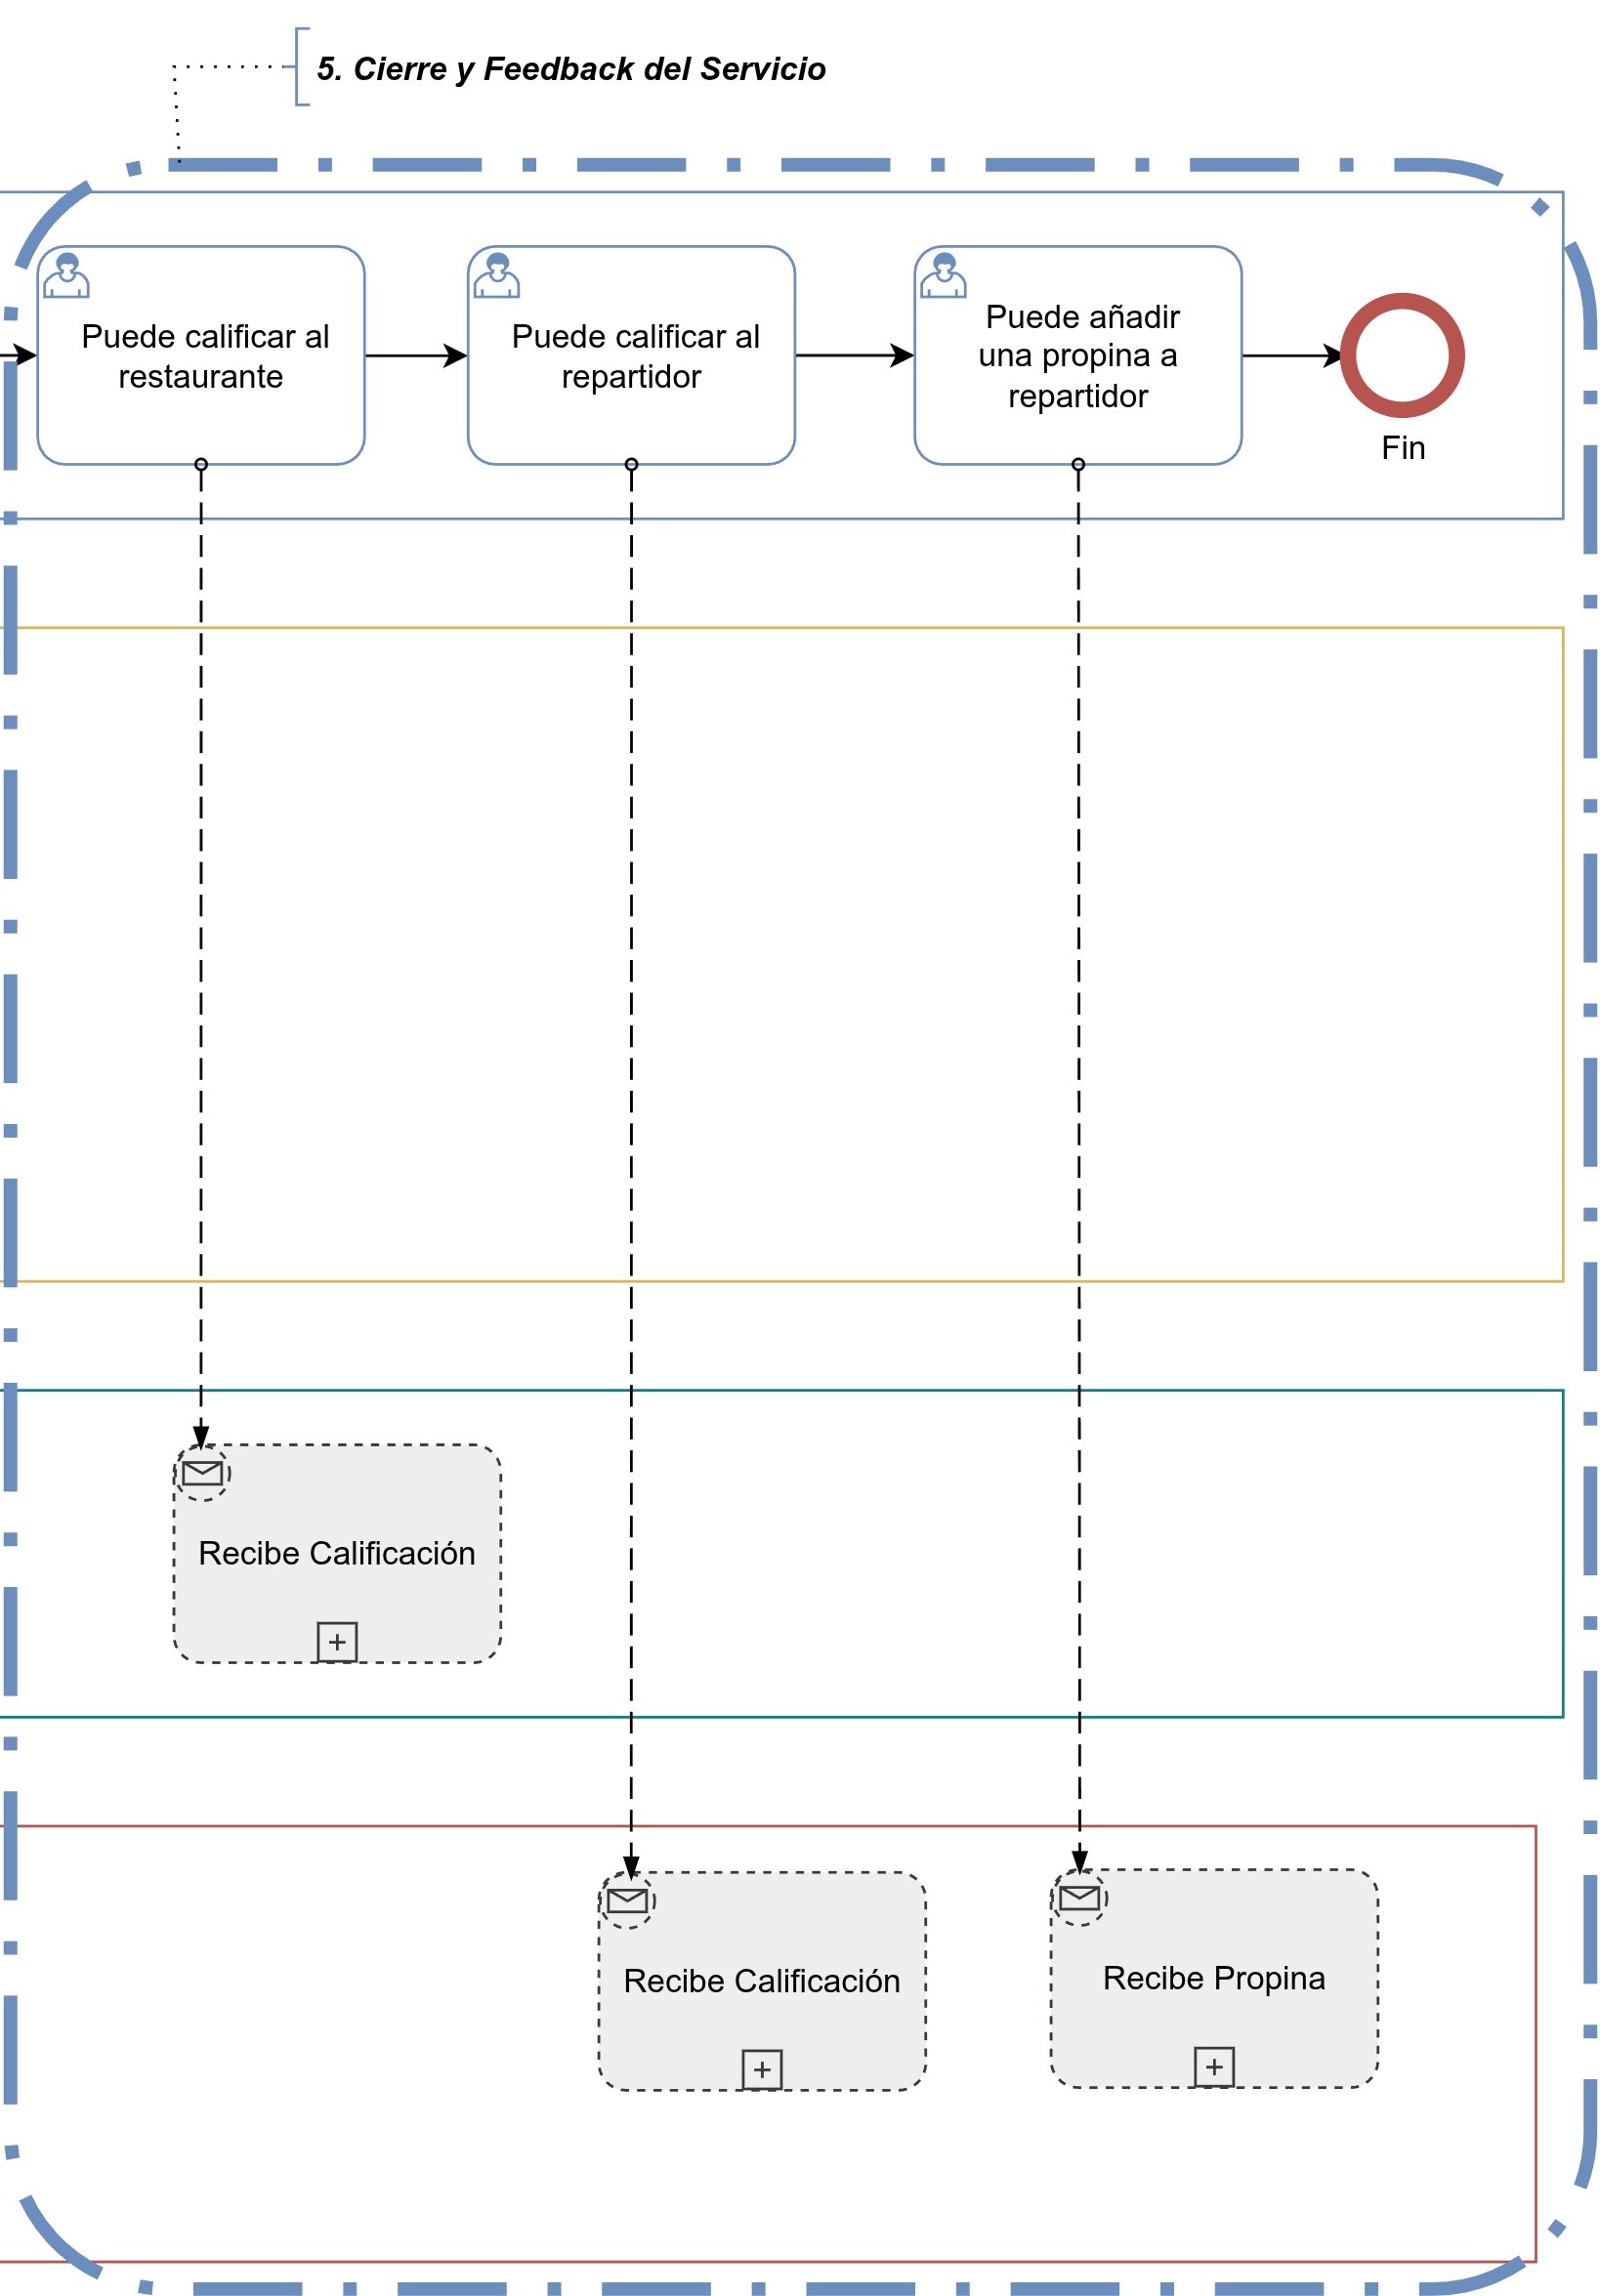 5. Cierre y Feedback del Servicio
Puede calificar al
restaurante
Puede calificar al
repartidor
Puede añadir
una propina a
repartidor
Fin
Recibe Calificación
Recibe Calificación
Recibe Propina